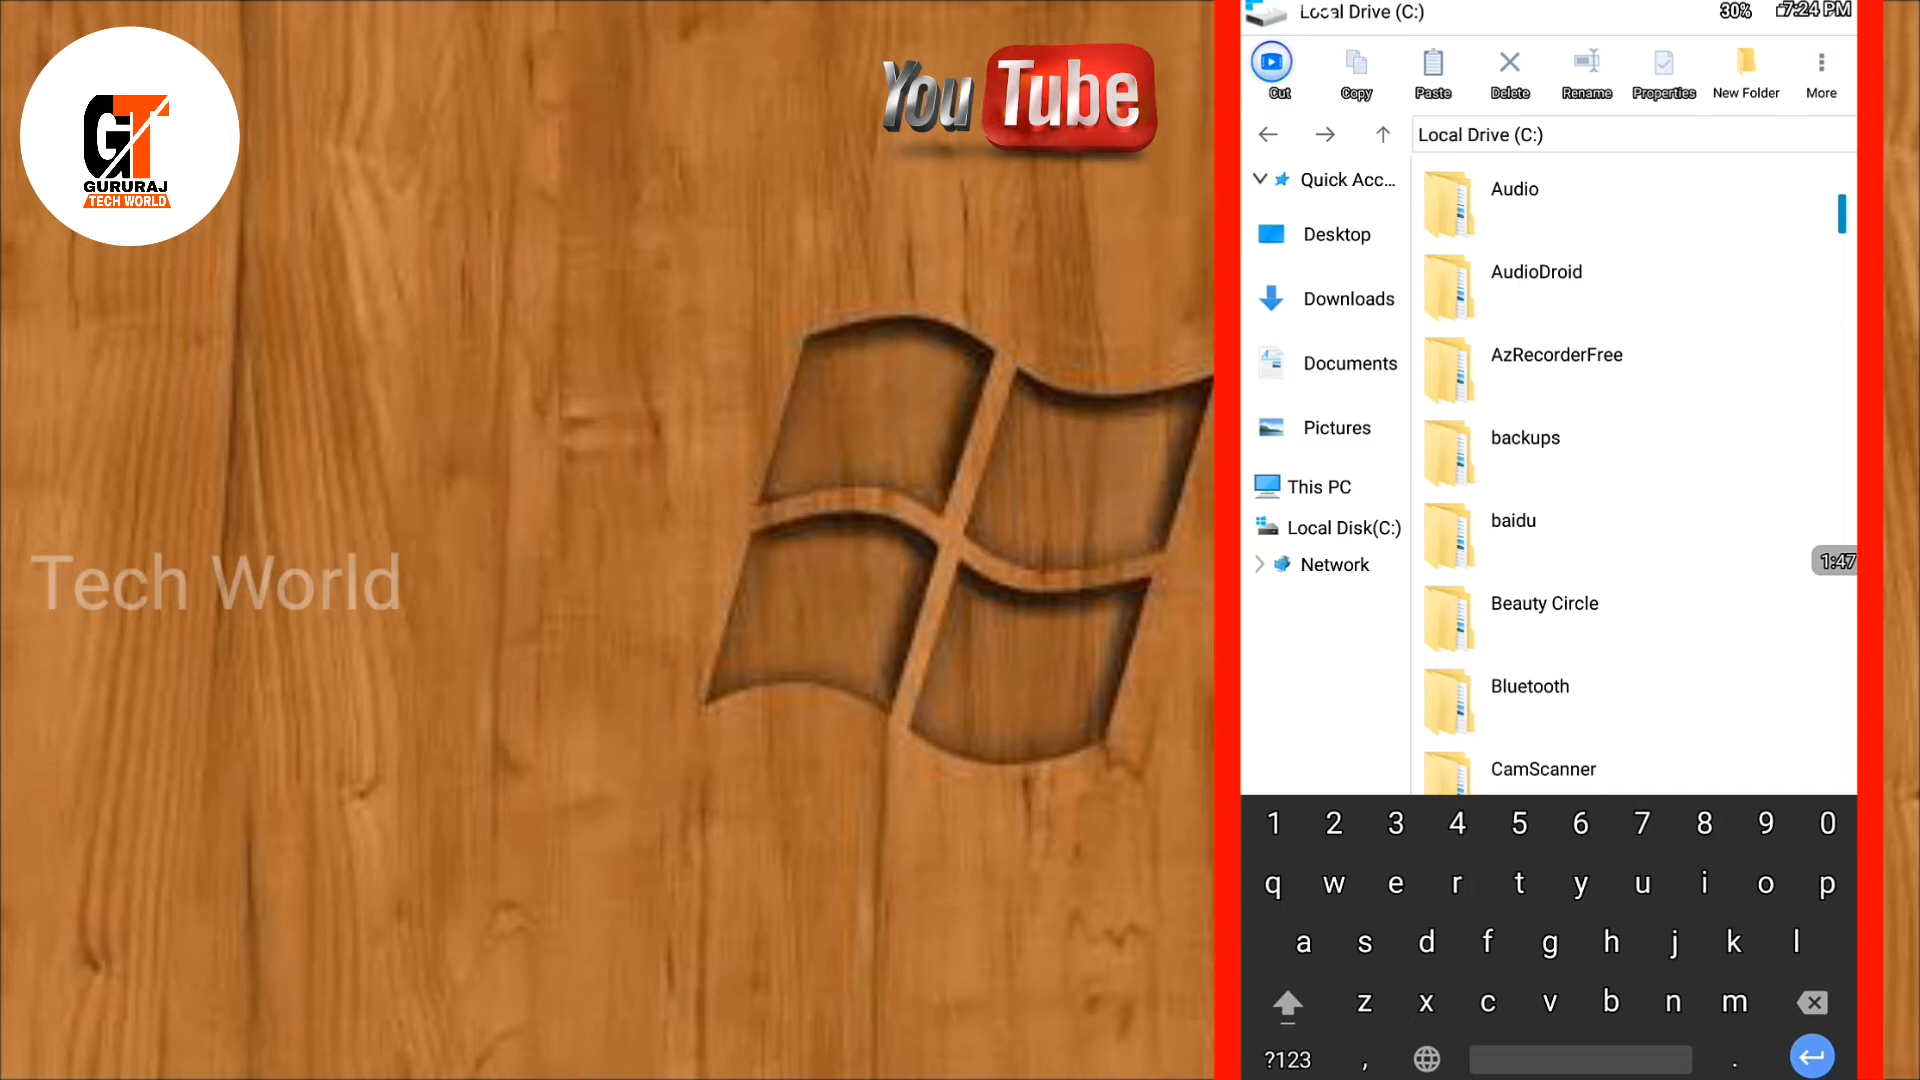 GT
GURURAJ
TECH WORLD
YouTube
Tech World
Local Drive (C:)
30%
7:24 PM
Cut
Copy
Paste
Delete
Rename
Properties
New Folder
More
Local Drive (C:)
Quick Acc...
Desktop
Downloads
Documents
Pictures
This PC
Local Disk(C:)
Network
Audio
AudioDroid
AzRecorderFree
backups
baidu
Beauty Circle
Bluetooth
CamScanner
1:47
1 2 3 4 5 6 7 8 9 0
q w e r t y u i o p
a s d f g h j k l
z x c v b n m
?123 , .